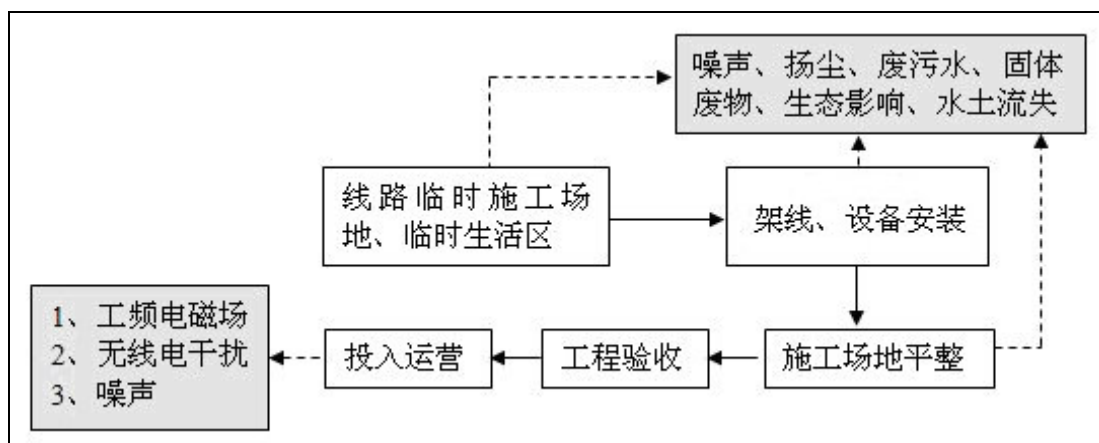 噪声、扬尘、废污水、固体
废物、生态影响、水土流失
线路临时施工场
地、临时生活区
架线、设备安装
1、工频电磁场
2、无线电干扰
3、噪声
投入运营
工程验收
施工场地平整